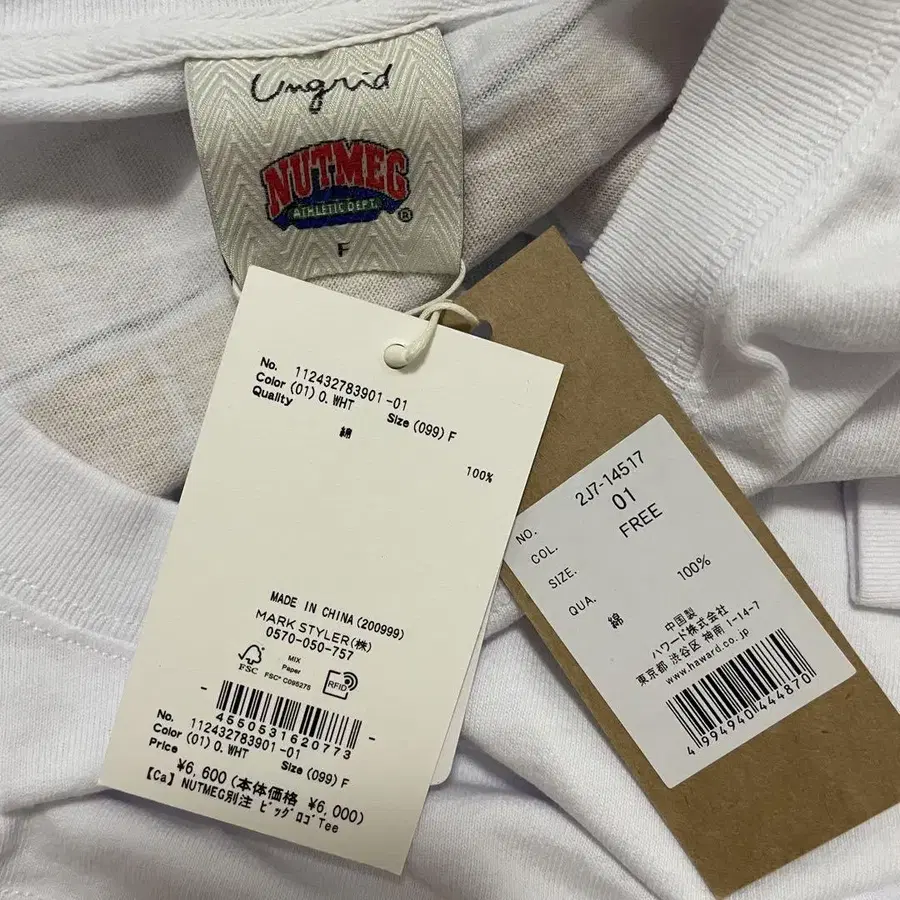 Ungrid
NUTMEG
ATHLETIC DEPT.
®
F
No. 112432783901-01
Color (01) O. WHT Size (099) F
Quality
綿 100%
MADE IN CHINA (200999)
MARK STYLER(株)
0570-050-757
FSC
MIX
Paper
FSC® C095275
RFID
4550531620773
No. 112432783901-01
Color (01) O. WHT Size (099) F
Price
¥6,600 (本体価格 ¥6,000)
【Ca】NUTMEG別注 ビッグロゴTee
NO. 2J7-14517
COL. 01
SIZE. FREE
QUA.
綿 100%
中国製
ハワード株式会社
東京都 渋谷区 神南 1-14-7
www.haward.co.jp
4994940444870